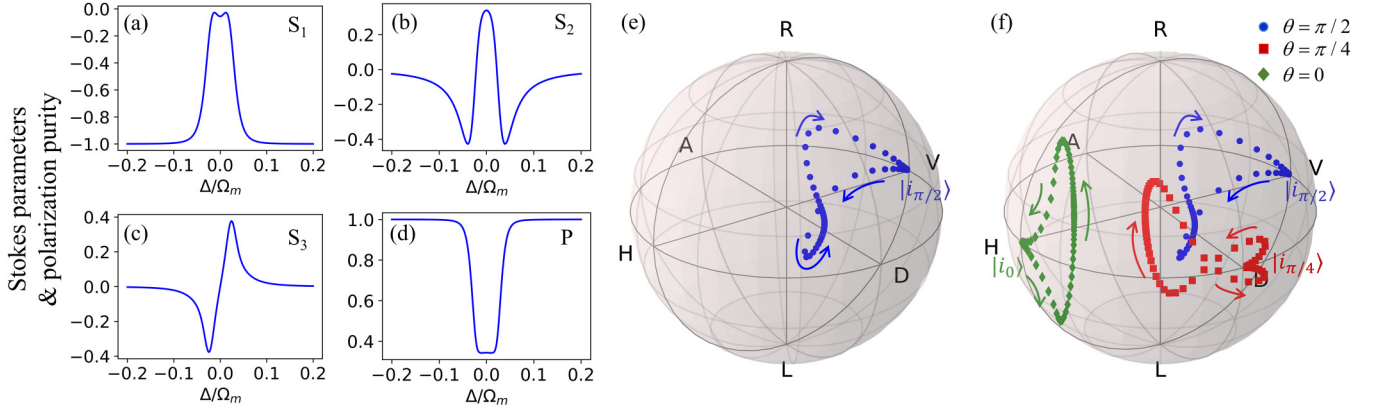 Stokes parameters
& polarization purity
(a)
S₁
0.0
−0.2
−0.4
−0.6
−0.8
−1.0
−0.2 −0.1 0.0 0.1 0.2
Δ/Ωₘ
(b)
S₂
0.2
0.0
−0.2
−0.4
−0.2 −0.1 0.0 0.1 0.2
Δ/Ωₘ
(c)
S₃
0.4
0.2
0.0
−0.2
−0.4
−0.2 −0.1 0.0 0.1 0.2
Δ/Ωₘ
(d)
P
1.0
0.8
0.6
0.4
−0.2 −0.1 0.0 0.1 0.2
Δ/Ωₘ
(e)
R
A
V
|i_{π/2}⟩
H
D
L
(f)
R
θ = π / 2
θ = π / 4
θ = 0
A
V
|i_{π/2}⟩
H
|i₀⟩
|i_{π/4}⟩
D
L